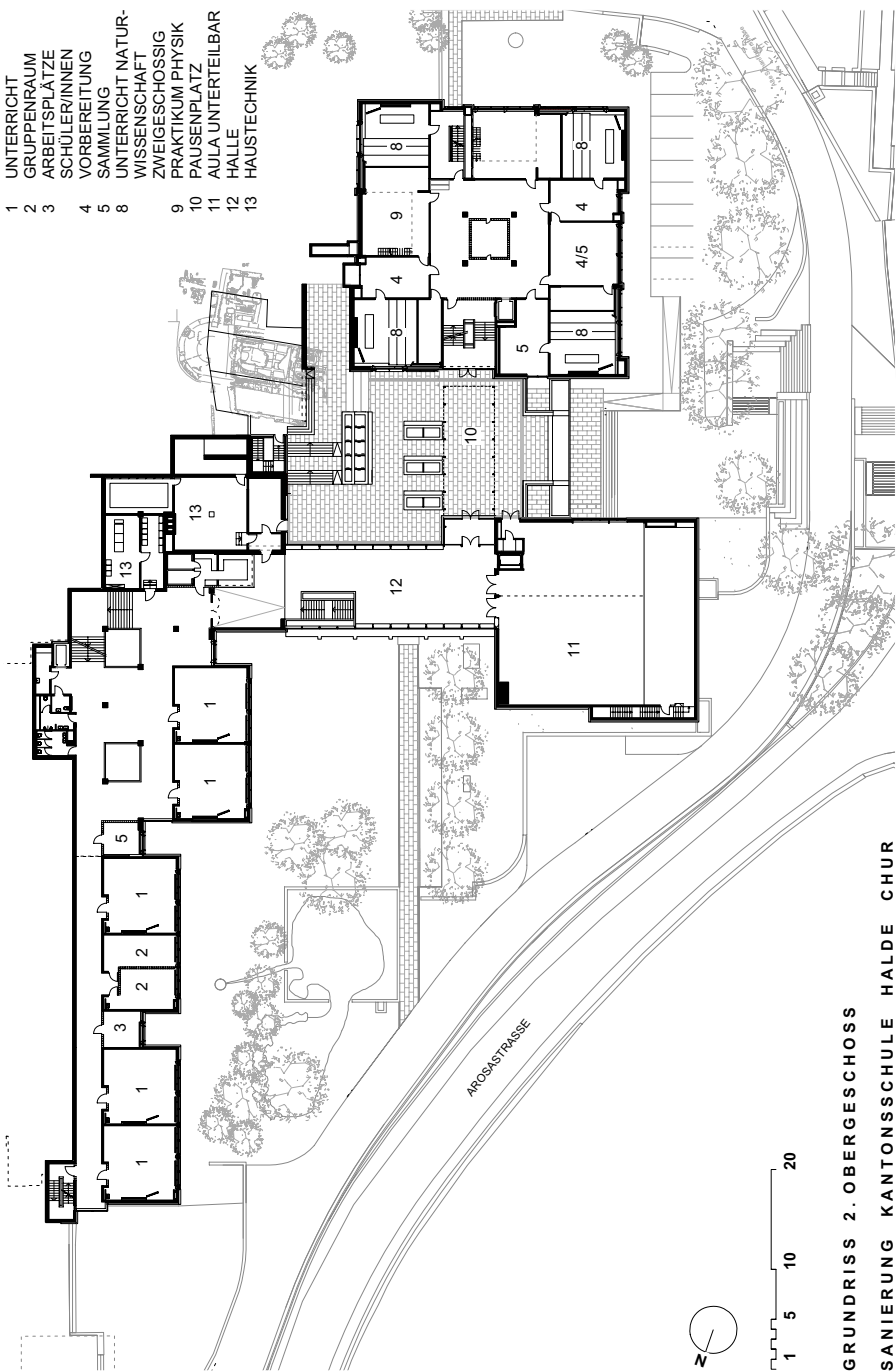 1 UNTERRICHT
2 GRUPPENRAUM
3 ARBEITSPLÄTZE
SCHÜLER/INNEN
4 VORBEREITUNG
5 SAMMLUNG
8 UNTERRICHT NATUR-
WISSENSCHAFT
ZWEIGESCHOSSIG
9 PRAKTIKUM PHYSIK
10 PAUSENPLATZ
11 AULA UNTERTEILBAR
12 HALLE
13 HAUSTECHNIK
1
1
3
2
2
1
5
1
1
13
13
12
11
10
8
4
9
8
5
8
4/5
4
8
AROSASTRASSE
N
1 5 10 20
GRUNDRISS 2. OBERGESCHOSS
SANIERUNG KANTONSSCHULE HALDE CHUR